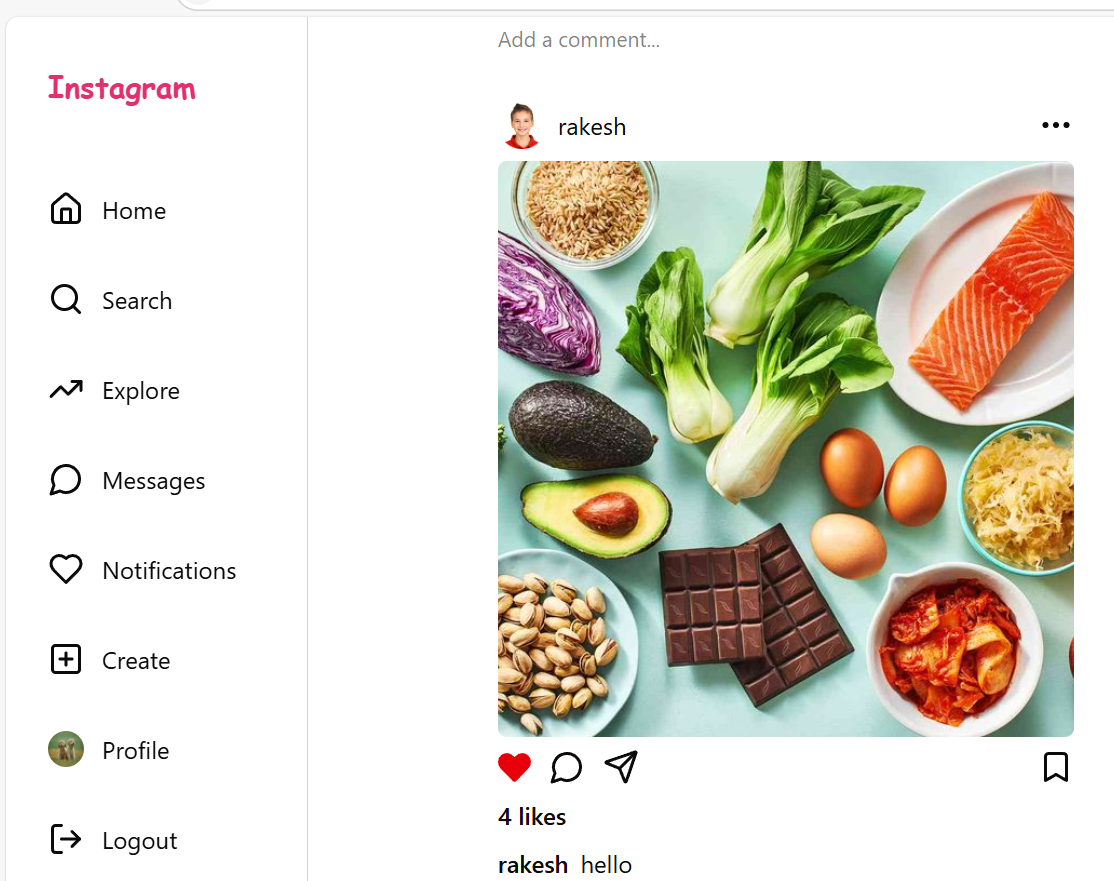 Instagram
Home
Search
Explore
Messages
Notifications
Create
Profile
Logout
Add a comment...
rakesh
4 likes
rakesh hello